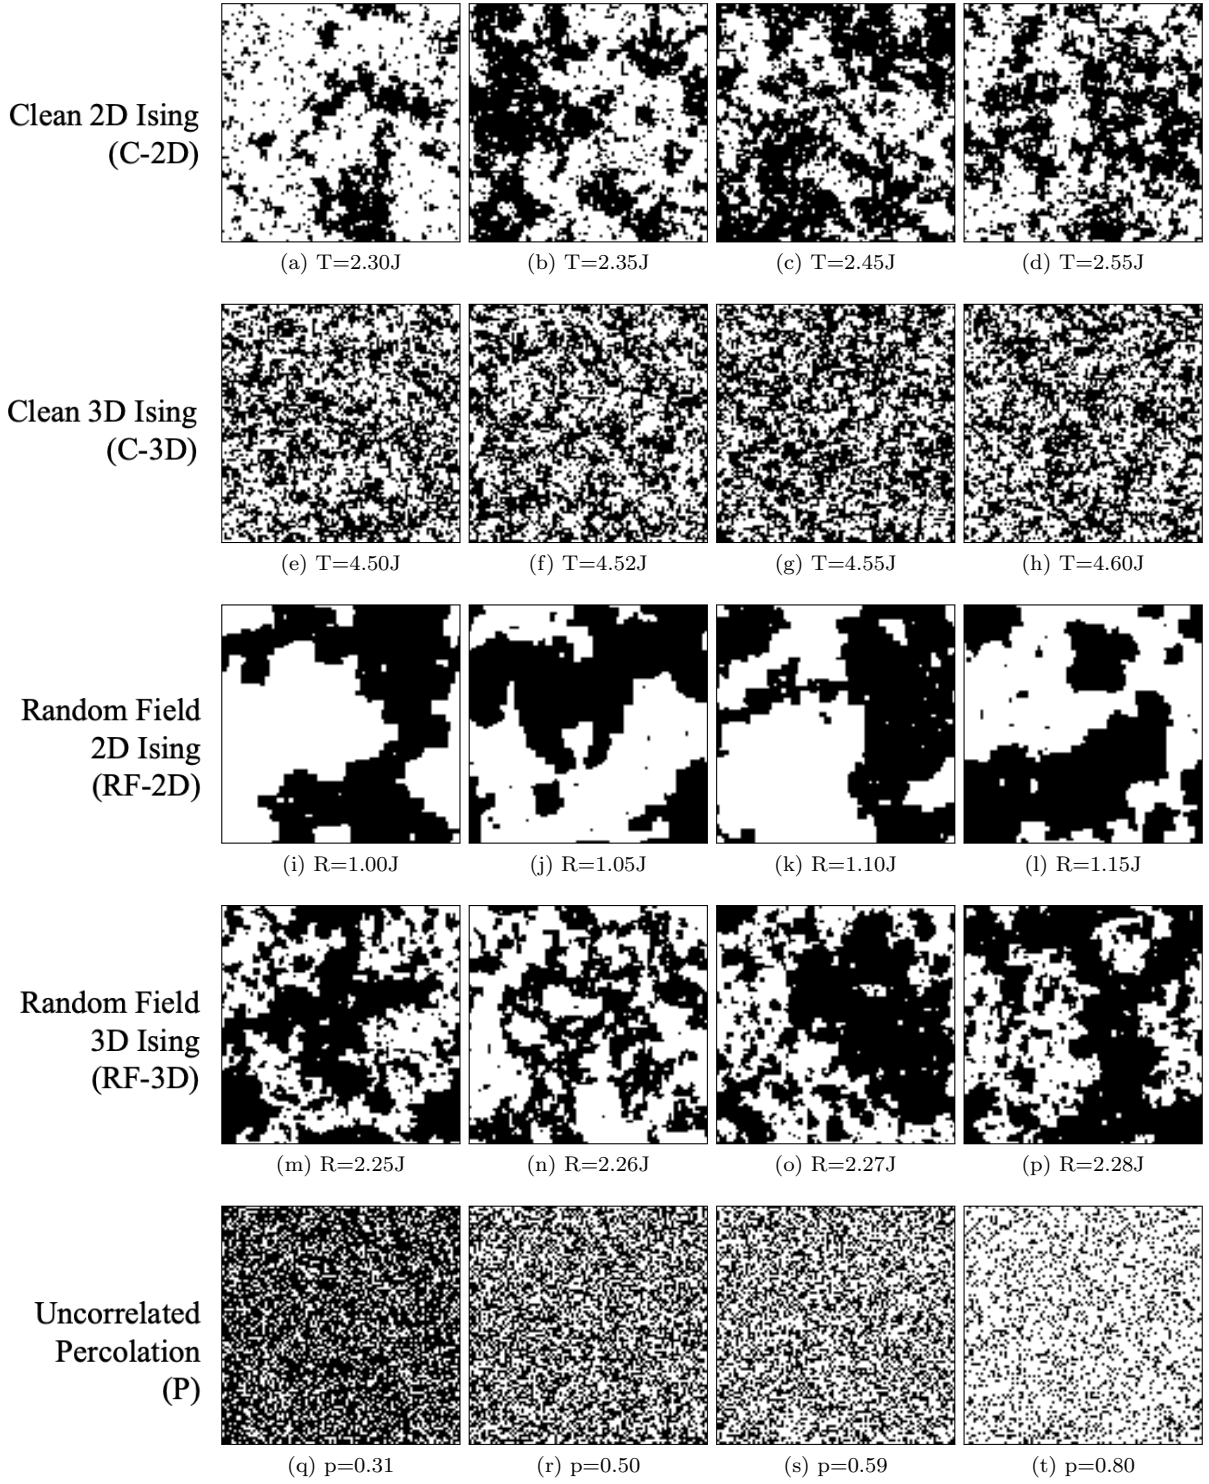 Clean 2D Ising
(C-2D)
(a) T=2.30J
(b) T=2.35J
(c) T=2.45J
(d) T=2.55J
Clean 3D Ising
(C-3D)
(e) T=4.50J
(f) T=4.52J
(g) T=4.55J
(h) T=4.60J
Random Field
2D Ising
(RF-2D)
(i) R=1.00J
(j) R=1.05J
(k) R=1.10J
(l) R=1.15J
Random Field
3D Ising
(RF-3D)
(m) R=2.25J
(n) R=2.26J
(o) R=2.27J
(p) R=2.28J
Uncorrelated
Percolation
(P)
(q) p=0.31
(r) p=0.50
(s) p=0.59
(t) p=0.80